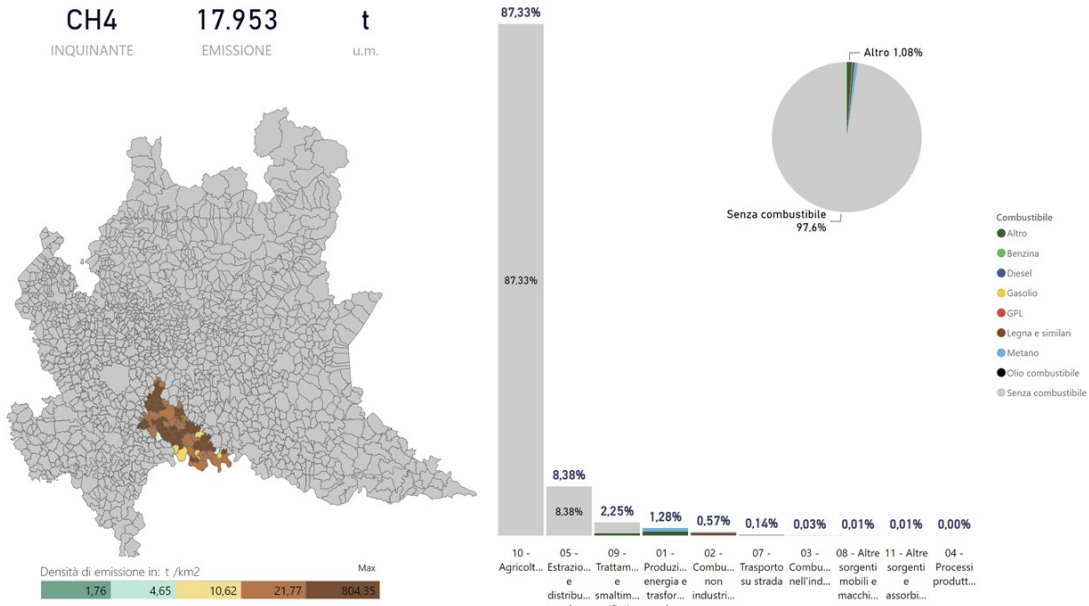 CH4 17.953 t
INQUINANTE EMISSIONE u.m.
87,33%
Altro 1,08%
Senza combustibile
97,6%
Combustibile
Altro
Benzina
Diesel
Gasolio
GPL
Legna e similari
Metano
Olio combustibile
Senza combustibile
87,33%
8,38%
8,38%
2,25%
1,28%
0,57%
0,14%
0,03%
0,01%
0,01%
0,00%
10 -
Agricolt...
05 -
Estrazio...
e
distribu...
09 -
Trattam...
e
smaltim...
01 -
Produzi...
energia e
trasfor...
02 -
Combu...
non
industri...
07 -
Trasporto
su strada
03 -
Combu...
nell'ind...
08 - Altre
sorgenti
mobili e
macchi...
11 - Altre
sorgenti
e
assorbi...
04 -
Processi
produtt...
Densità di emissione in: t /km2 Max
1,76 4,65 10,62 21,77 804,35